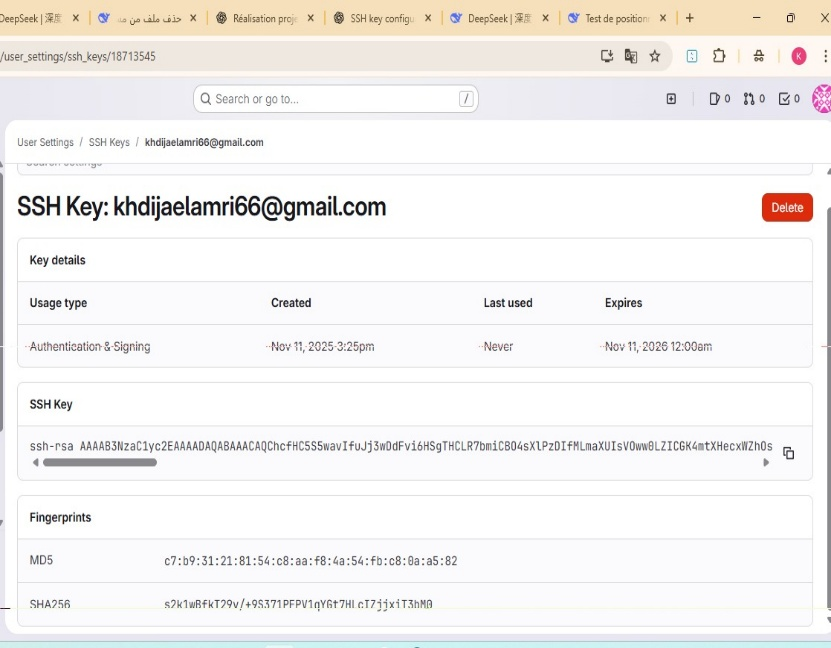 DeepSeek | 深度
حذف ملف من
Réalisation proje
SSH key configu
DeepSeek | 深度
Test de position
/user_settings/ssh_keys/18713545
K
Search or go to...
/
0
0
0
User Settings / SSH Keys / khdijaelamri66@gmail.com
Search settings
SSH Key: khdijaelamri66@gmail.com
Delete
Key details
Usage type Created Last used Expires
Authentication & Signing Nov 11, 2025 3:25pm Never Nov 11, 2026 12:00am
SSH Key
ssh-rsa
Fingerprints
MD5 c7:b9:31:21:81:54:c8:aa:f8:4a:54:fb:c8:0a:a5:82
SHA256